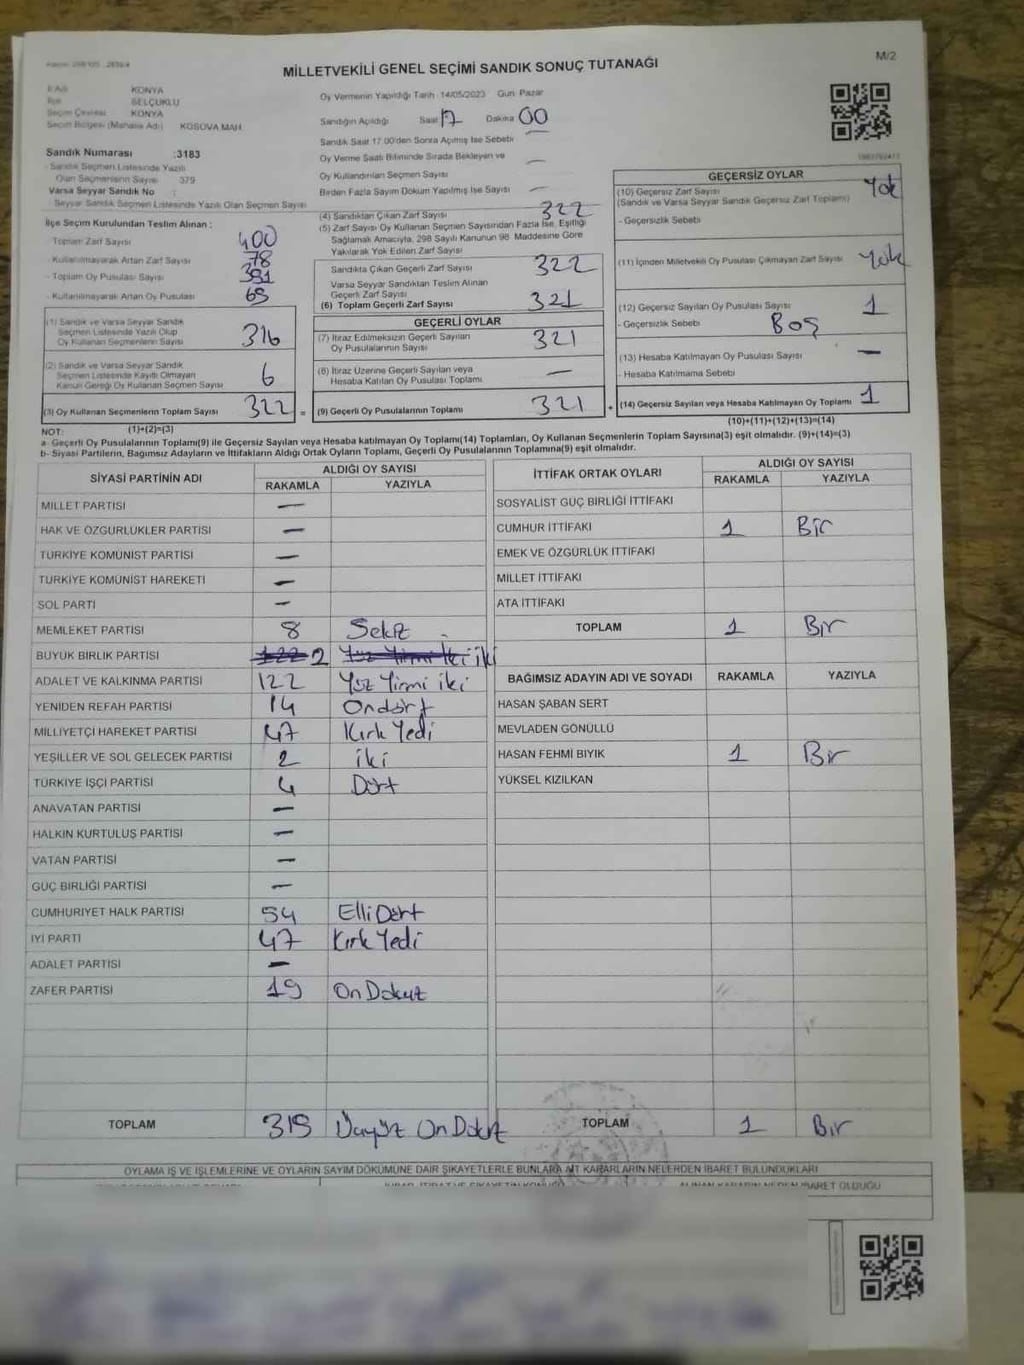 MİLLETVEKİLİ GENEL SEÇİMİ SANDIK SONUÇ TUTANAĞI
M/2
İl Adı KONYA
İlçe SELÇUKLU
Seçim Çevresi KONYA
Seçim Bölgesi (Mahalle Adı) KOSOVA MAH.
Sandık Numarası :3183
- Sandık Seçmen Listesinde Yazılı
Olan Seçmenlerin Sayısı 379
Varsa Seyyar Sandık No :
- Seyyar Sandık Seçmen Listesinde Yazılı Olan Seçmen Sayısı
Oy Vermenin Yapıldığı Tarih :14/05/2023 Gün: Pazar
Sandığın Açıldığı Saat 17 Dakika 00
Sandık Saat 17.00'den Sonra Açılmış İse Sebebi
Oy Verme Saati Bitiminde Sırada Bekleyen ve —
Oy Kullandırılan Seçmen Sayısı
Birden Fazla Sayım Döküm Yapılmış İse Sayısı —
İlçe Seçim Kurulundan Teslim Alınan :
- Toplam Zarf Sayısı 400
- Kullanılmayarak Artan Zarf Sayısı 78
- Toplam Oy Pusulası Sayısı 391
- Kullanılmayarak Artan Oy Pusulası 69
(1) Sandık ve Varsa Seyyar Sandık
Seçmen Listesinde Yazılı Olup
Oy Kullanan Seçmenlerin Sayısı 316
(2) Sandık ve Varsa Seyyar Sandık
Seçmen Listesinde Kayıtlı Olmayan
Kanun Gereği Oy Kullanan Seçmen Sayısı 6
(3) Oy Kullanan Seçmenlerin Toplam Sayısı 322 =
(1)+(2)=(3)
(4) Sandıktan Çıkan Zarf Sayısı 322
(5) Zarf Sayısı Oy Kullanan Seçmen Sayısından Fazla İse, Eşitliği
Sağlamak Amacıyla, 298 Sayılı Kanunun 98. Maddesine Göre
Yakılarak Yok Edilen Zarf Sayısı
Sandıkta Çıkan Geçerli Zarf Sayısı 322
Varsa Seyyar Sandıktan Teslim Alınan
Geçerli Zarf Sayısı
(6) Toplam Geçerli Zarf Sayısı 321
GEÇERLİ OYLAR
(7) İtiraz Edilmeksizin Geçerli Sayılan
Oy Pusulalarının Sayısı 321
(8) İtiraz Üzerine Geçerli Sayılan veya
Hesaba Katılan Oy Pusulası Toplamı —
(9) Geçerli Oy Pusulalarının Toplamı 321 +
GEÇERSİZ OYLAR
(10) Geçersiz Zarf Sayısı Yok
(Sandık ve Varsa Seyyar Sandık Geçersiz Zarf Toplamı)
- Geçersizlik Sebebi
(11) İçinden Milletvekili Oy Pusulası Çıkmayan Zarf Sayısı Yok
(12) Geçersiz Sayılan Oy Pusulası Sayısı 1
- Geçersizlik Sebebi Boş
(13) Hesaba Katılmayan Oy Pusulası Sayısı —
- Hesaba Katılmama Sebebi
(14) Geçersiz Sayılan veya Hesaba Katılmayan Oy Toplamı 1
(10)+(11)+(12)+(13)=(14)
NOT:
a- Geçerli Oy Pusulalarının Toplamı(9) ile Geçersiz Sayılan veya Hesaba katılmayan Oy Toplamı(14) Toplamları, Oy Kullanan Seçmenlerin Toplam Sayısına(3) eşit olmalıdır. (9)+(14)=(3)
b- Siyasi Partilerin, Bağımsız Adayların ve İttifakların Aldığı Ortak Oyların Toplamı, Geçerli Oy Pusulalarının Toplamına(9) eşit olmalıdır.
SİYASİ PARTİNİN ADI ALDIĞI OY SAYISI
RAKAMLA YAZIYLA
MİLLET PARTİSİ —
HAK VE ÖZGÜRLÜKLER PARTİSİ —
TÜRKİYE KOMÜNİST PARTİSİ —
TÜRKİYE KOMÜNİST HAREKETİ —
SOL PARTİ —
MEMLEKET PARTİSİ 8 Sekiz
BÜYÜK BİRLİK PARTİSİ 122 2 Yüz Yirmi iki iki
ADALET VE KALKINMA PARTİSİ 122 Yüz Yirmi iki
YENİDEN REFAH PARTİSİ 14 Ondört
MİLLİYETÇİ HAREKET PARTİSİ 47 Kırk Yedi
YEŞİLLER VE SOL GELECEK PARTİSİ 2 iki
TÜRKİYE İŞÇİ PARTİSİ 4 Dört
ANAVATAN PARTİSİ —
HALKIN KURTULUŞ PARTİSİ —
VATAN PARTİSİ —
GÜÇ BİRLİĞİ PARTİSİ —
CUMHURİYET HALK PARTİSİ 54 Elli Dört
İYİ PARTİ 47 Kırk Yedi
ADALET PARTİSİ —
ZAFER PARTİSİ 19 On Dokuz
TOPLAM 319 Üçyüz On Dokuz
İTTİFAK ORTAK OYLARI ALDIĞI OY SAYISI
RAKAMLA YAZIYLA
SOSYALİST GÜÇ BİRLİĞİ İTTİFAKI
CUMHUR İTTİFAKI 1 Bir
EMEK VE ÖZGÜRLÜK İTTİFAKI
MİLLET İTTİFAKI
ATA İTTİFAKI
TOPLAM 1 Bir
BAĞIMSIZ ADAYIN ADI VE SOYADI RAKAMLA YAZIYLA
HASAN ŞABAN SERT
MEVLADEN GÖNÜLLÜ
HASAN FEHMİ BIYIK 1 Bir
YÜKSEL KIZILKAN
TOPLAM 1 Bir
OYLAMA İŞ VE İŞLEMLERİNE VE OYLARIN SAYIM DÖKÜMÜNE DAİR ŞİKAYETLERLE BUNLARA AİT KARARLARIN NELERDEN İBARET BULUNDUKLARI